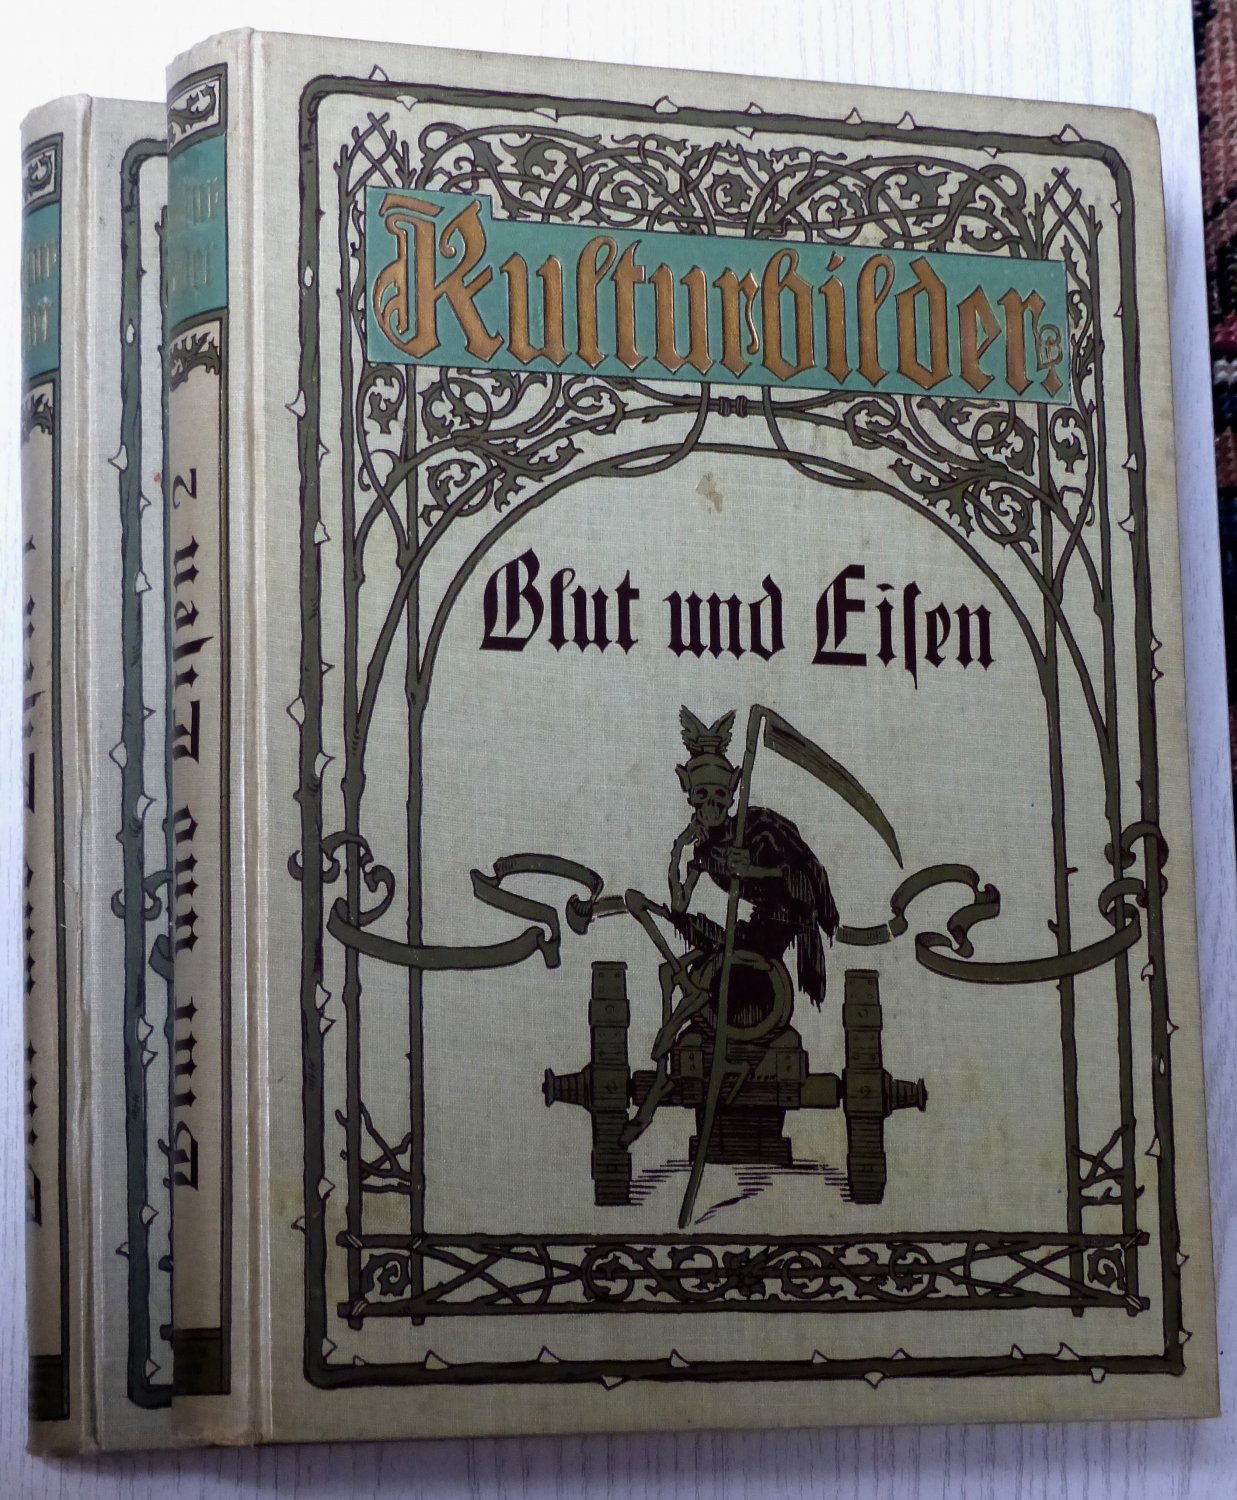 Kulturbilder
Blut und Eiſen
Blut und Eiſen 2